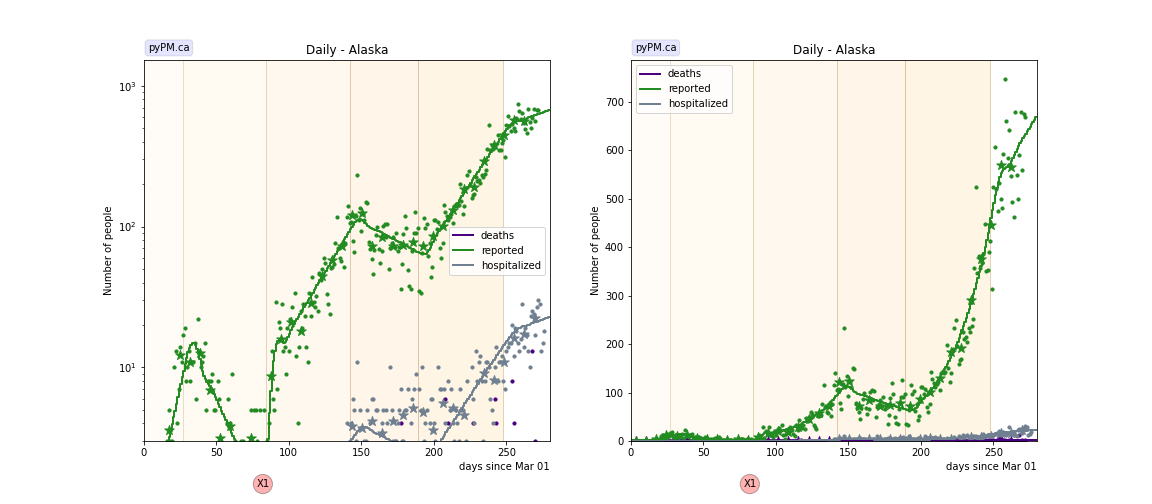 pyPM.ca
Daily - Alaska
Number of people
10³
10²
10¹
deaths
reported
hospitalized
0 50 100 150 200 250
days since Mar 01
X1
pyPM.ca
Daily - Alaska
deaths
reported
hospitalized
Number of people
700
600
500
400
300
200
100
0
0 50 100 150 200 250
days since Mar 01
X1